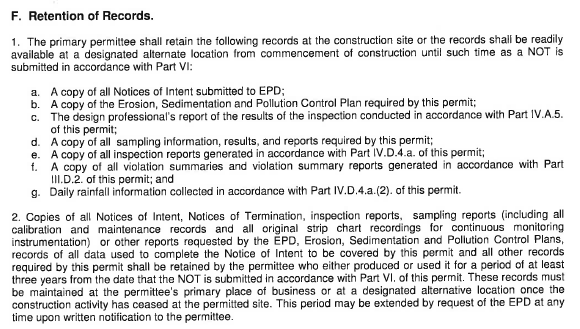 F. Retention of Records.
1. The primary permittee shall retain the following records at the construction site or the records shall be readily
available at a designated alternate location from commencement of construction until such time as a NOT is
submitted in accordance with Part VI:
a. A copy of all Notices of Intent submitted to EPD;
b. A copy of the Erosion, Sedimentation and Pollution Control Plan required by this permit;
c. The design professional's report of the results of the inspection conducted in accordance with Part IV.A.5.
of this permit;
d. A copy of all sampling information, results, and reports required by this permit;
e. A copy of all inspection reports generated in accordance with Part IV.D.4.a. of this permit;
f. A copy of all violation summaries and violation summary reports generated in accordance with Part
III.D.2. of this permit; and
g. Daily rainfall information collected in accordance with Part IV.D.4.a.(2). of this permit.
2. Copies of all Notices of Intent, Notices of Termination, inspection reports, sampling reports (including all
calibration and maintenance records and all original strip chart recordings for continuous monitoring
instrumentation) or other reports requested by the EPD, Erosion, Sedimentation and Pollution Control Plans,
records of all data used to complete the Notice of Intent to be covered by this permit and all other records
required by this permit shall be retained by the permittee who either produced or used it for a period of at least
three years from the date that the NOT is submitted in accordance with Part VI. of this permit. These records must
be maintained at the permittee's primary place of business or at a designated alternative location once the
construction activity has ceased at the permitted site. This period may be extended by request of the EPD at any
time upon written notification to the permittee.